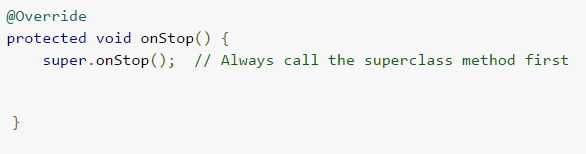 @Override
protected void onStop() {
    super.onStop();  // Always call the superclass method first
}